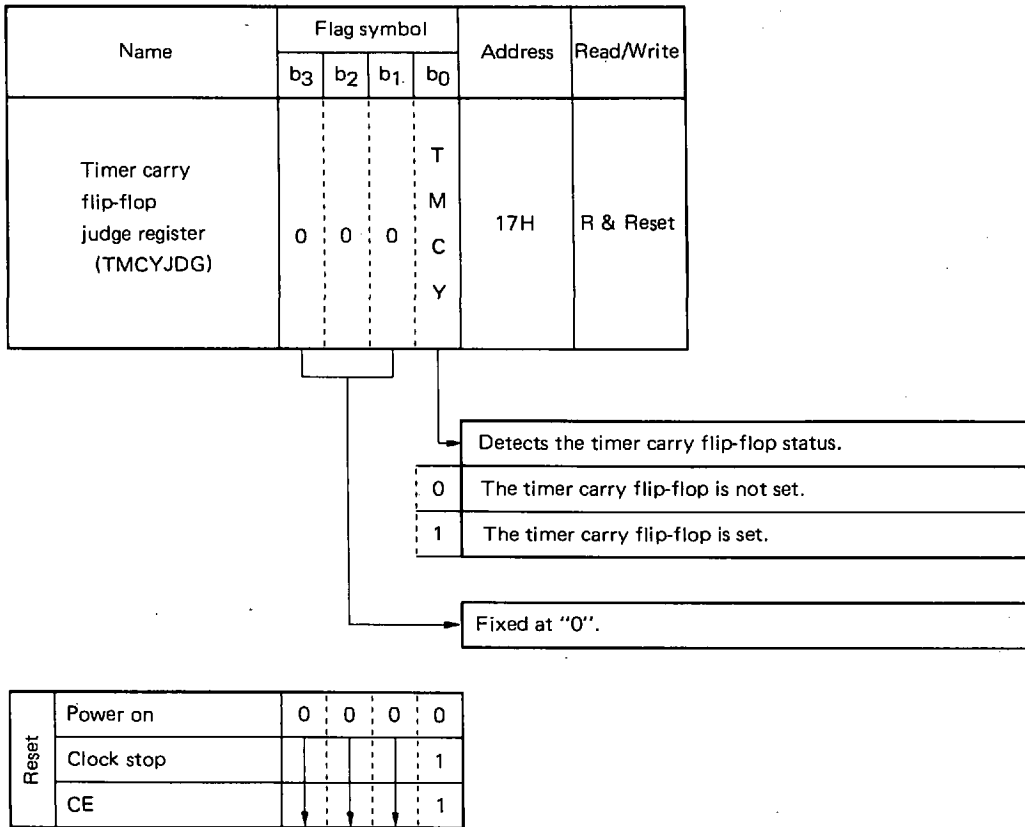 Name
Flag symbol
Address
Read/Write
b3 b2 b1. b0
Timer carry
flip-flop
judge register
(TMCYJDG)
0 0 0
T
M
C
Y
17H
R & Reset
Detects the timer carry flip-flop status.
0 The timer carry flip-flop is not set.
1 The timer carry flip-flop is set.
Fixed at "0".
Reset
Power on 0 0 0 0
Clock stop 1
CE 1